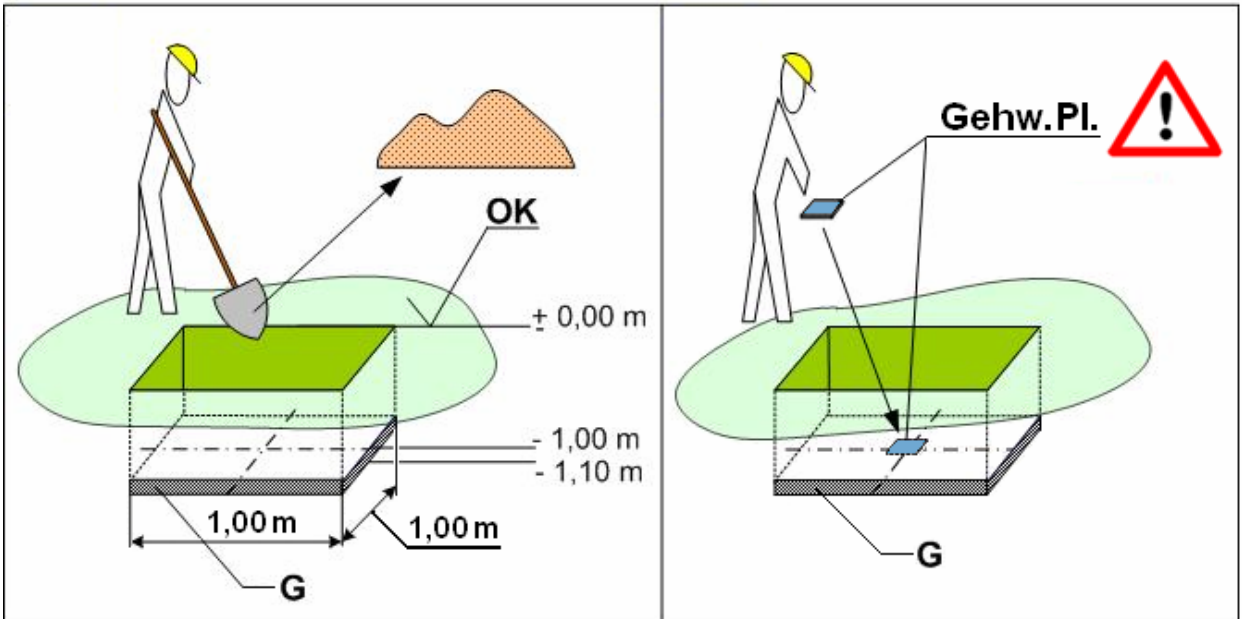 OK
+ 0,00 m
-
- 1,00 m
- 1,10 m
1,00 m
1,00 m
G
Gehw.Pl.
!
G